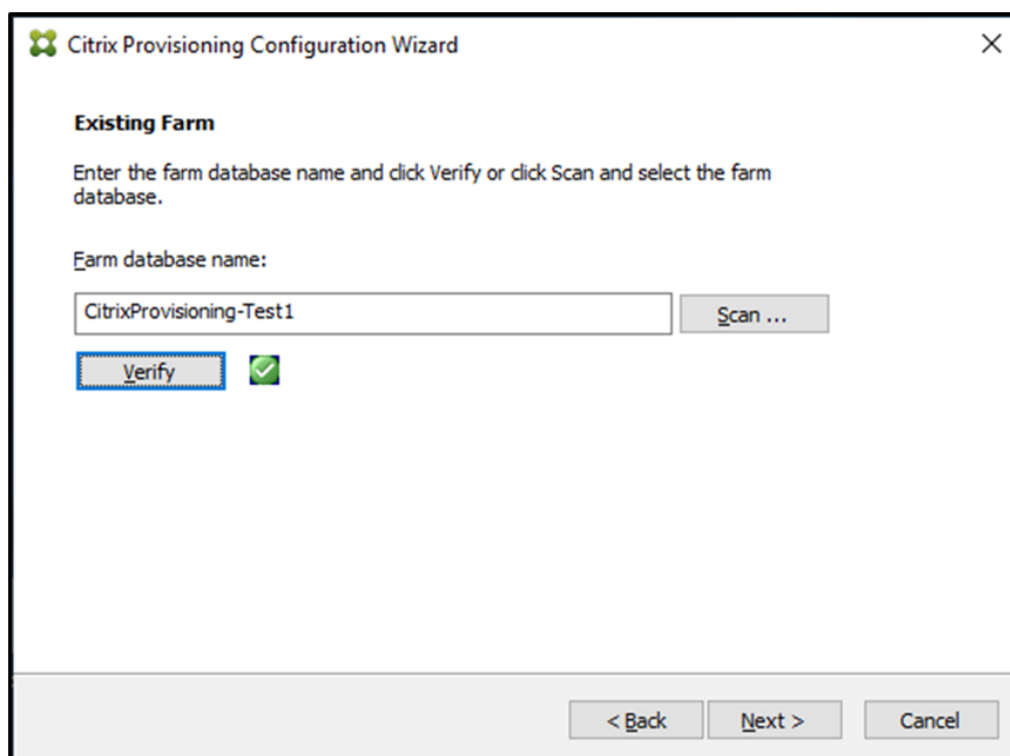 Citrix Provisioning Configuration Wizard
Existing Farm
Enter the farm database name and click Verify or click Scan and select the farm
database.
Farm database name:
CitrixProvisioning-Test1
Scan ...
Verify
< Back
Next >
Cancel